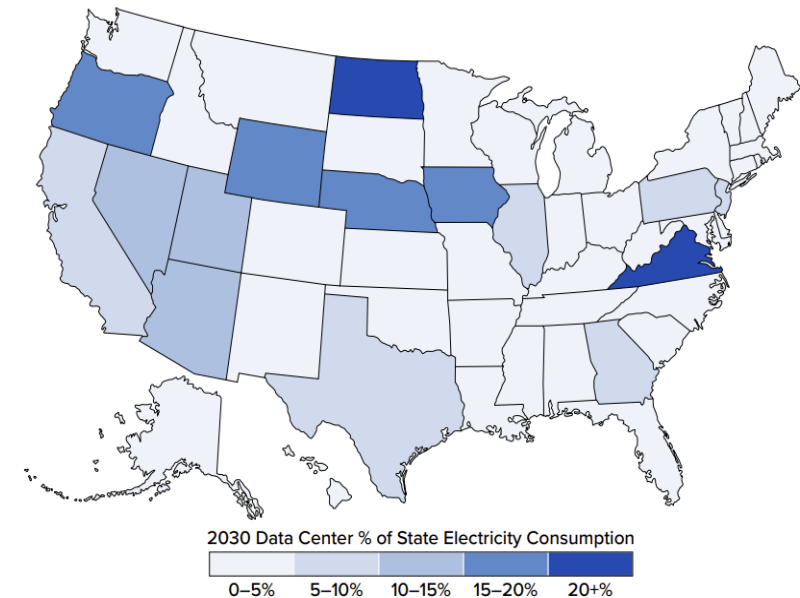 2030 Data Center % of State Electricity Consumption
0–5% 5–10% 10–15% 15–20% 20+%